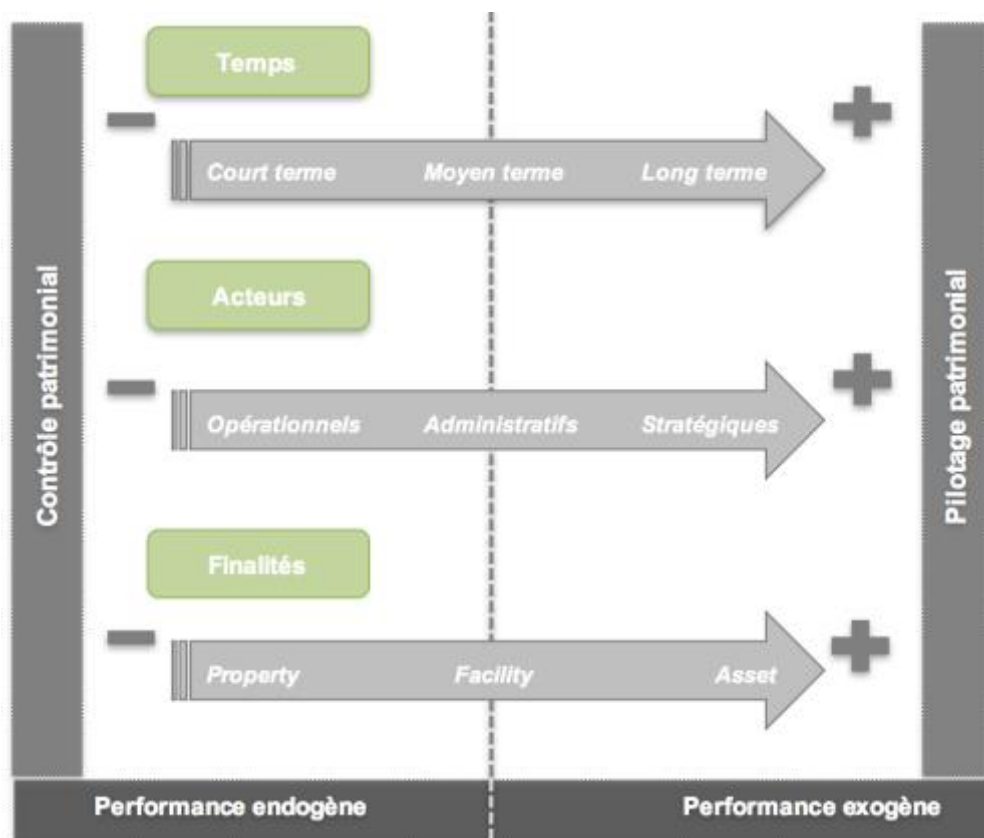 Temps
Court terme Moyen terme Long terme
Acteurs
Opérationnels Administratifs Stratégiques
Finalités
Property Facility Asset
Contrôle patrimonial
Pilotage patrimonial
Performance endogène Performance exogène